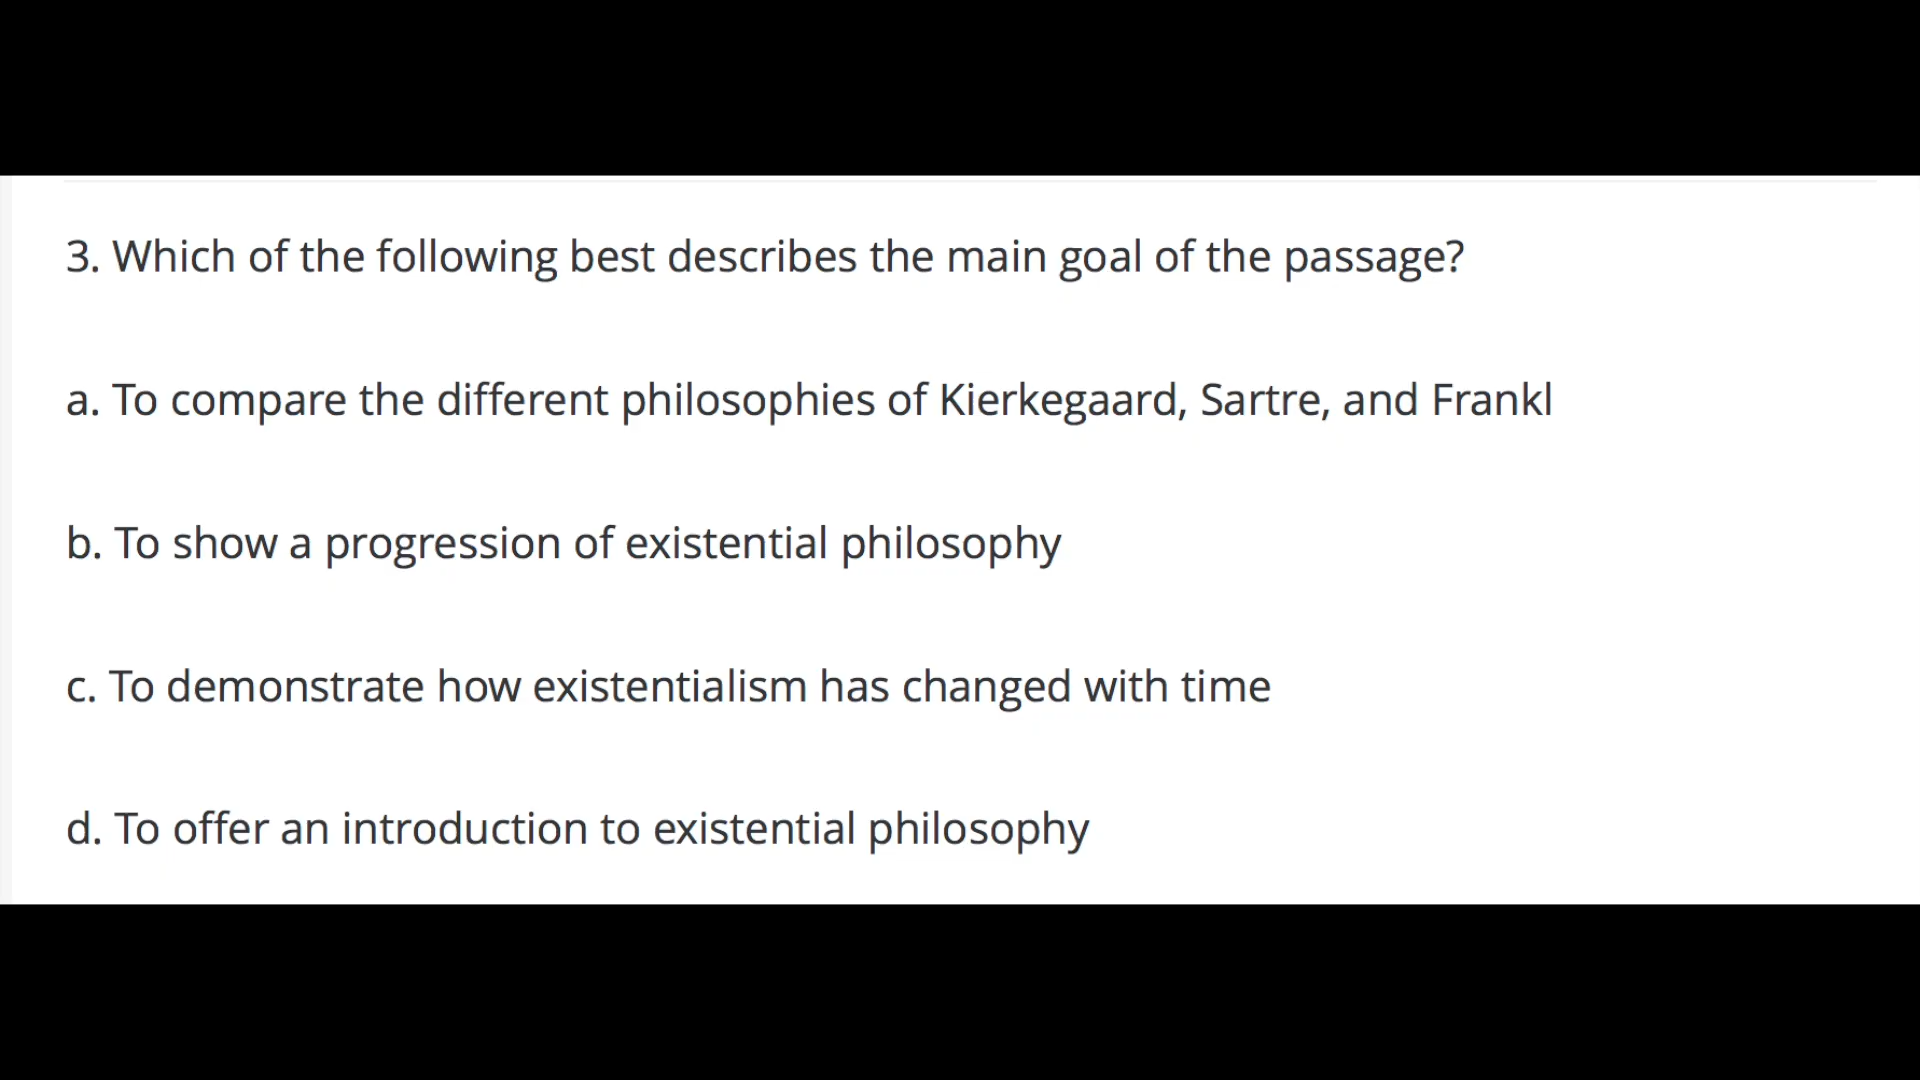 3. Which of the following best describes the main goal of the passage?
a. To compare the different philosophies of Kierkegaard, Sartre, and Frankl
b. To show a progression of existential philosophy
c. To demonstrate how existentialism has changed with time
d. To offer an introduction to existential philosophy